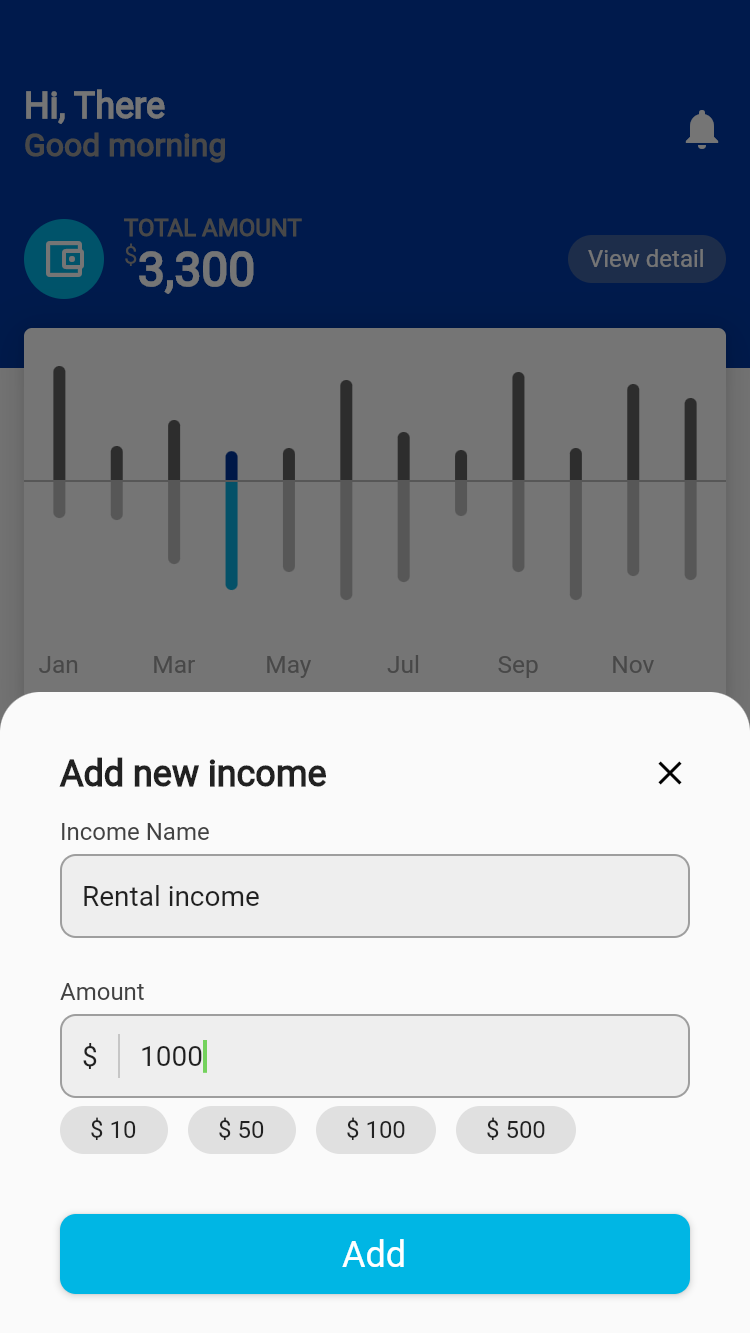 Hi, There
Good morning
TOTAL AMOUNT
$3,300
View detail
Jan Mar May Jul Sep Nov
Add new income
Income Name
Rental income
Amount
$ 1000
$ 10 $ 50 $ 100 $ 500
Add